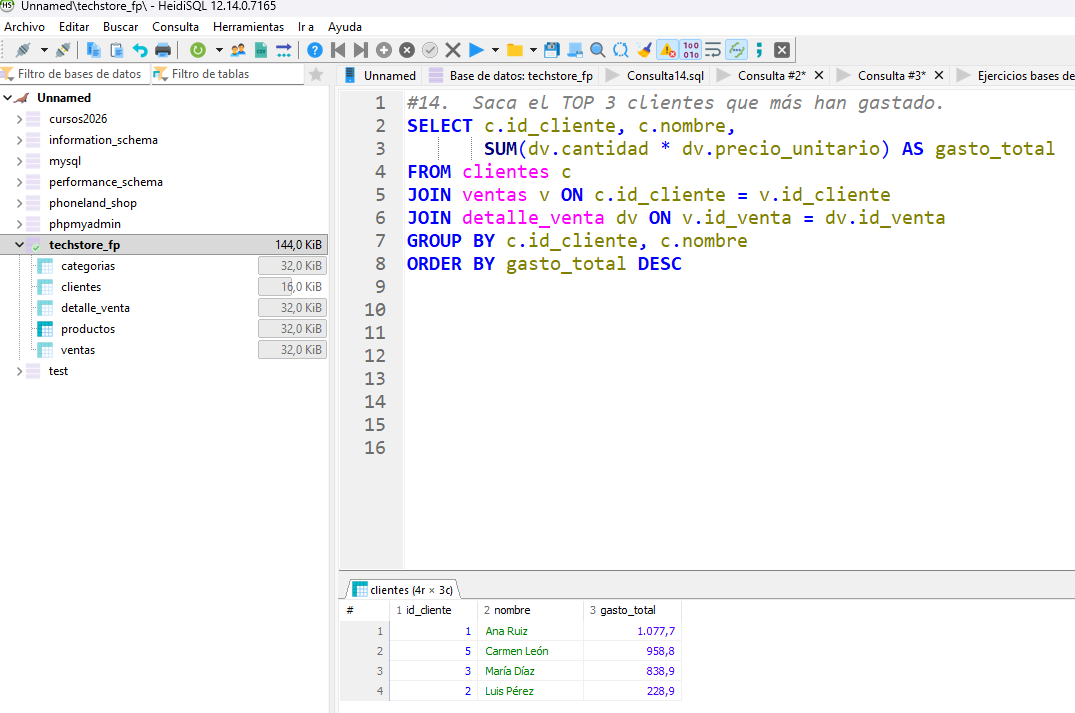 Unnamed\techstore_fp\ - HeidiSQL 12.14.0.7165
Archivo Editar Buscar Consulta Herramientas Ir a Ayuda
Filtro de bases de datos Filtro de tablas
Unnamed Base de datos: techstore_fp Consulta14.sql Consulta #2* Consulta #3* Ejercicios bases de
Unnamed
cursos2026
information_schema
mysql
performance_schema
phoneland_shop
phpmyadmin
techstore_fp 144,0 KiB
categorias 32,0 KiB
clientes 16,0 KiB
detalle_venta 32,0 KiB
productos 32,0 KiB
ventas 32,0 KiB
test
1 #14. Saca el TOP 3 clientes que más han gastado.
2 SELECT c.id_cliente, c.nombre,
3 SUM(dv.cantidad * dv.precio_unitario) AS gasto_total
4 FROM clientes c
5 JOIN ventas v ON c.id_cliente = v.id_cliente
6 JOIN detalle_venta dv ON v.id_venta = dv.id_venta
7 GROUP BY c.id_cliente, c.nombre
8 ORDER BY gasto_total DESC
9
10
11
12
13
14
15
16
clientes (4r × 3c)
# 1 id_cliente 2 nombre 3 gasto_total
1 1 Ana Ruiz 1.077,7
2 5 Carmen León 958,8
3 3 María Díaz 838,9
4 2 Luis Pérez 228,9